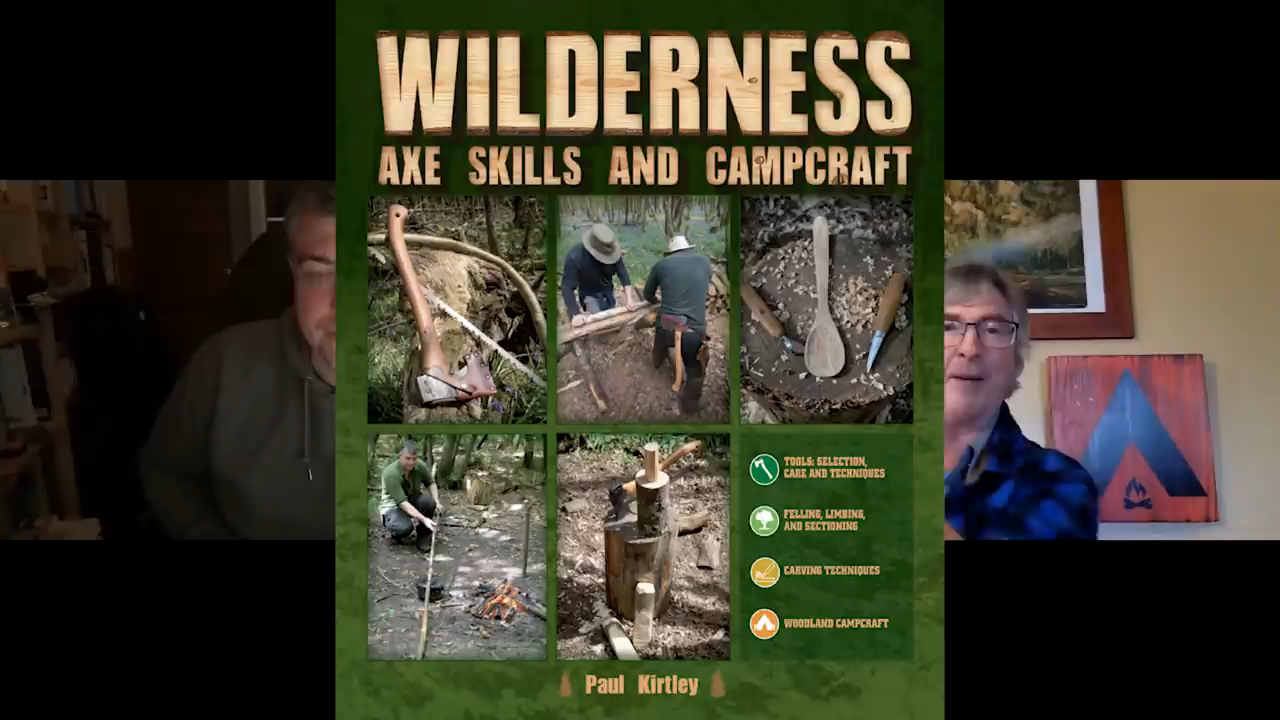 WILDERNESS
AXE SKILLS AND CAMPCRAFT
TOOLS: SELECTION,
CARE AND TECHNIQUES
FELLING, LIMBING,
AND SECTIONING
CARVING TECHNIQUES
WOODLAND CAMPCRAFT
Paul Kirtley